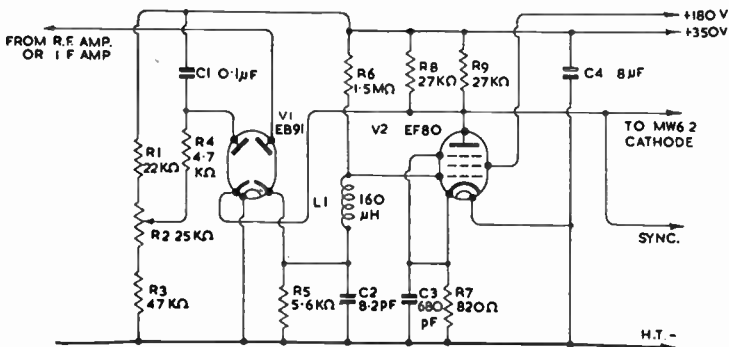 +180 V
+350V
FROM R.F. AMP.
OR I F AMP
C1 0.1µF
R6
1.5MΩ
R8
27KΩ
R9
27KΩ
C4 8µF
V1
EB91
V2 EF80
R4
4.7
KΩ
R1
22KΩ
TO MW6 2
CATHODE
L1 160
µH
R2 25KΩ
SYNC.
R3
47KΩ
R5
5.6KΩ
C2
8.2PF
C3
680
pF
R7
820Ω
H.T.-